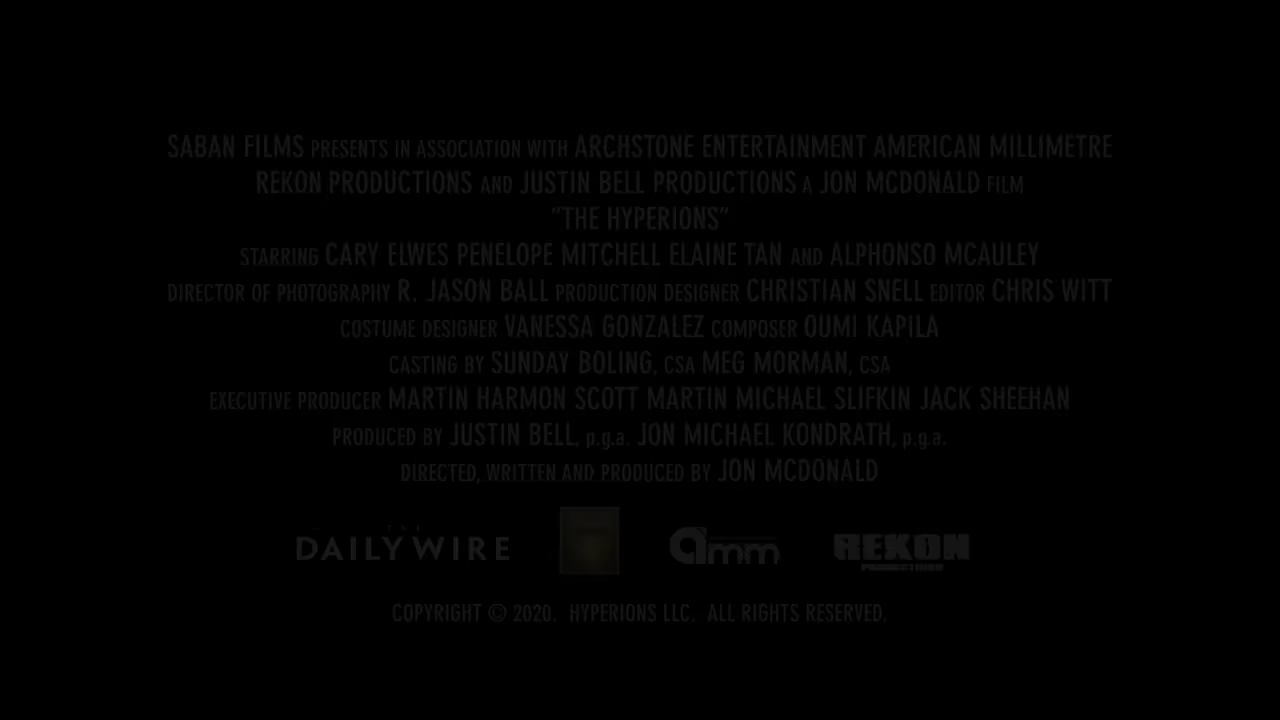 SABAN FILMS PRESENTS IN ASSOCIATION WITH ARCHSTONE ENTERTAINMENT AMERICAN MILLIMETRE
REKON PRODUCTIONS AND JUSTIN BELL PRODUCTIONS A JON MCDONALD FILM
"THE HYPERIONS"
STARRING CARY ELWES PENELOPE MITCHELL ELAINE TAN AND ALPHONSO MCAULEY
DIRECTOR OF PHOTOGRAPHY R. JASON BALL PRODUCTION DESIGNER CHRISTIAN SNELL EDITOR CHRIS WITT
COSTUME DESIGNER VANESSA GONZALEZ COMPOSER OUMI KAPILA
CASTING BY SUNDAY BOLING, CSA MEG MORMAN, CSA
EXECUTIVE PRODUCER MARTIN HARMON SCOTT MARTIN MICHAEL SLIFKIN JACK SHEEHAN
PRODUCED BY JUSTIN BELL, p.g.a. JON MICHAEL KONDRATH, p.g.a.
DIRECTED, WRITTEN AND PRODUCED BY JON MCDONALD
THE
DAILY WIRE
amm
REKON
PRODUCTIONS
COPYRIGHT © 2020. HYPERIONS LLC. ALL RIGHTS RESERVED.